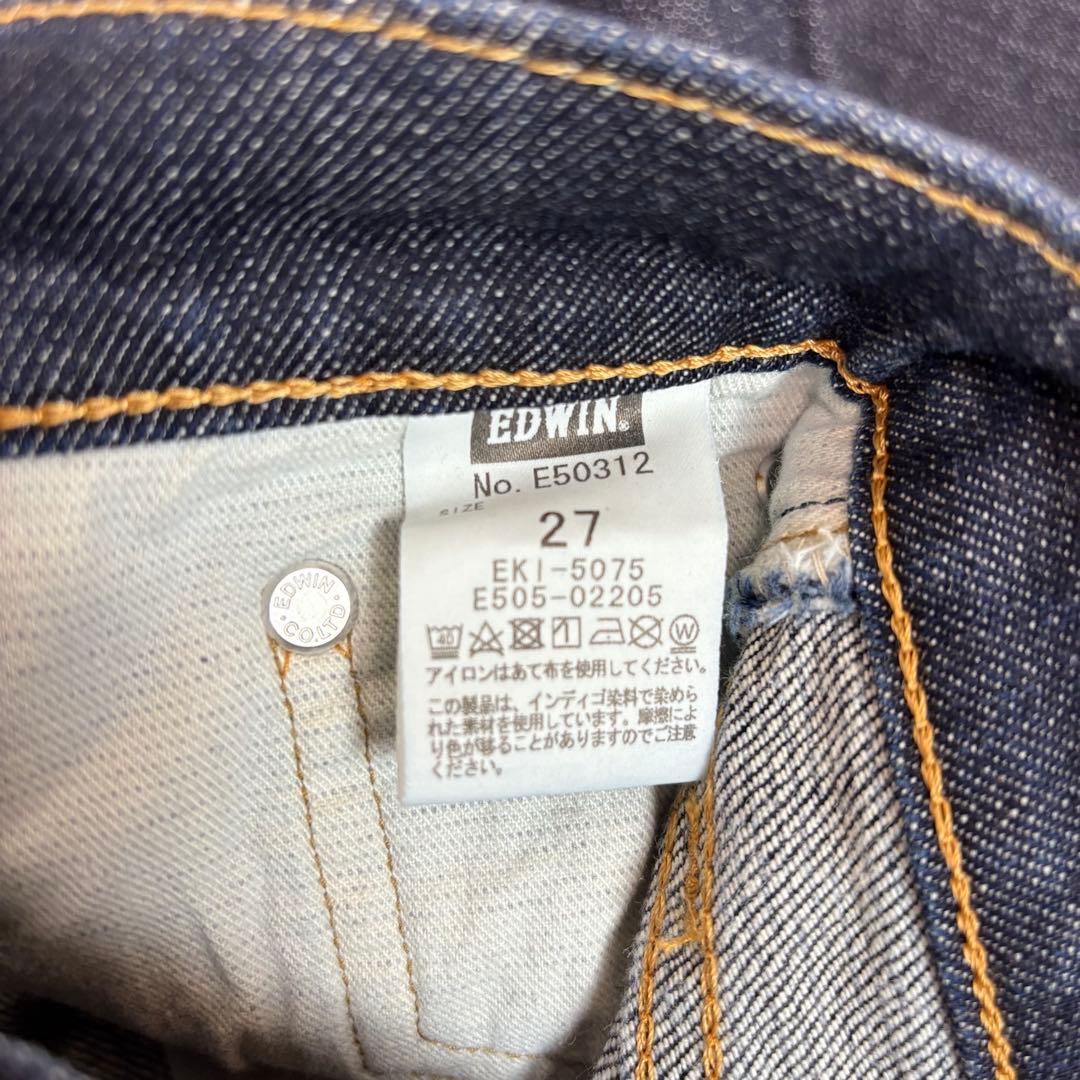 EDWIN®
No. E50312
SIZE
27
EKI-5075
E505-02205
40 1 W
アイロンはあて布を使用してください。
この製品は、インディゴ染料で染めら
れた素材を使用しています。摩擦によ
り色が移ることがありますのでご注意
ください。
·EDWIN·
CO.LTD